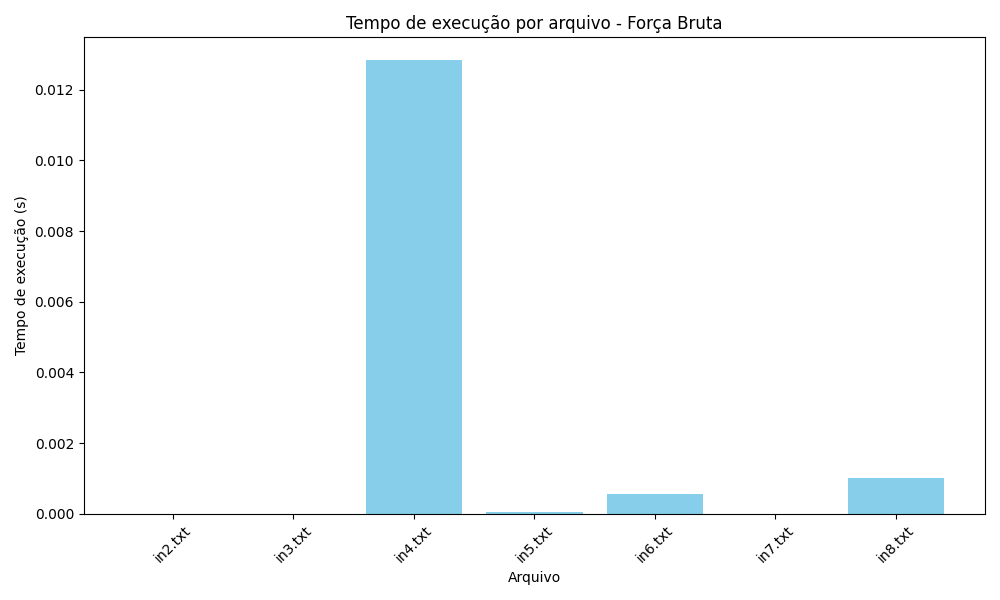 Tempo de execução por arquivo - Força Bruta
Tempo de execução (s)
0.012
0.010
0.008
0.006
0.004
0.002
0.000
in2.txt
in3.txt
in4.txt
in5.txt
in6.txt
in7.txt
in8.txt
Arquivo